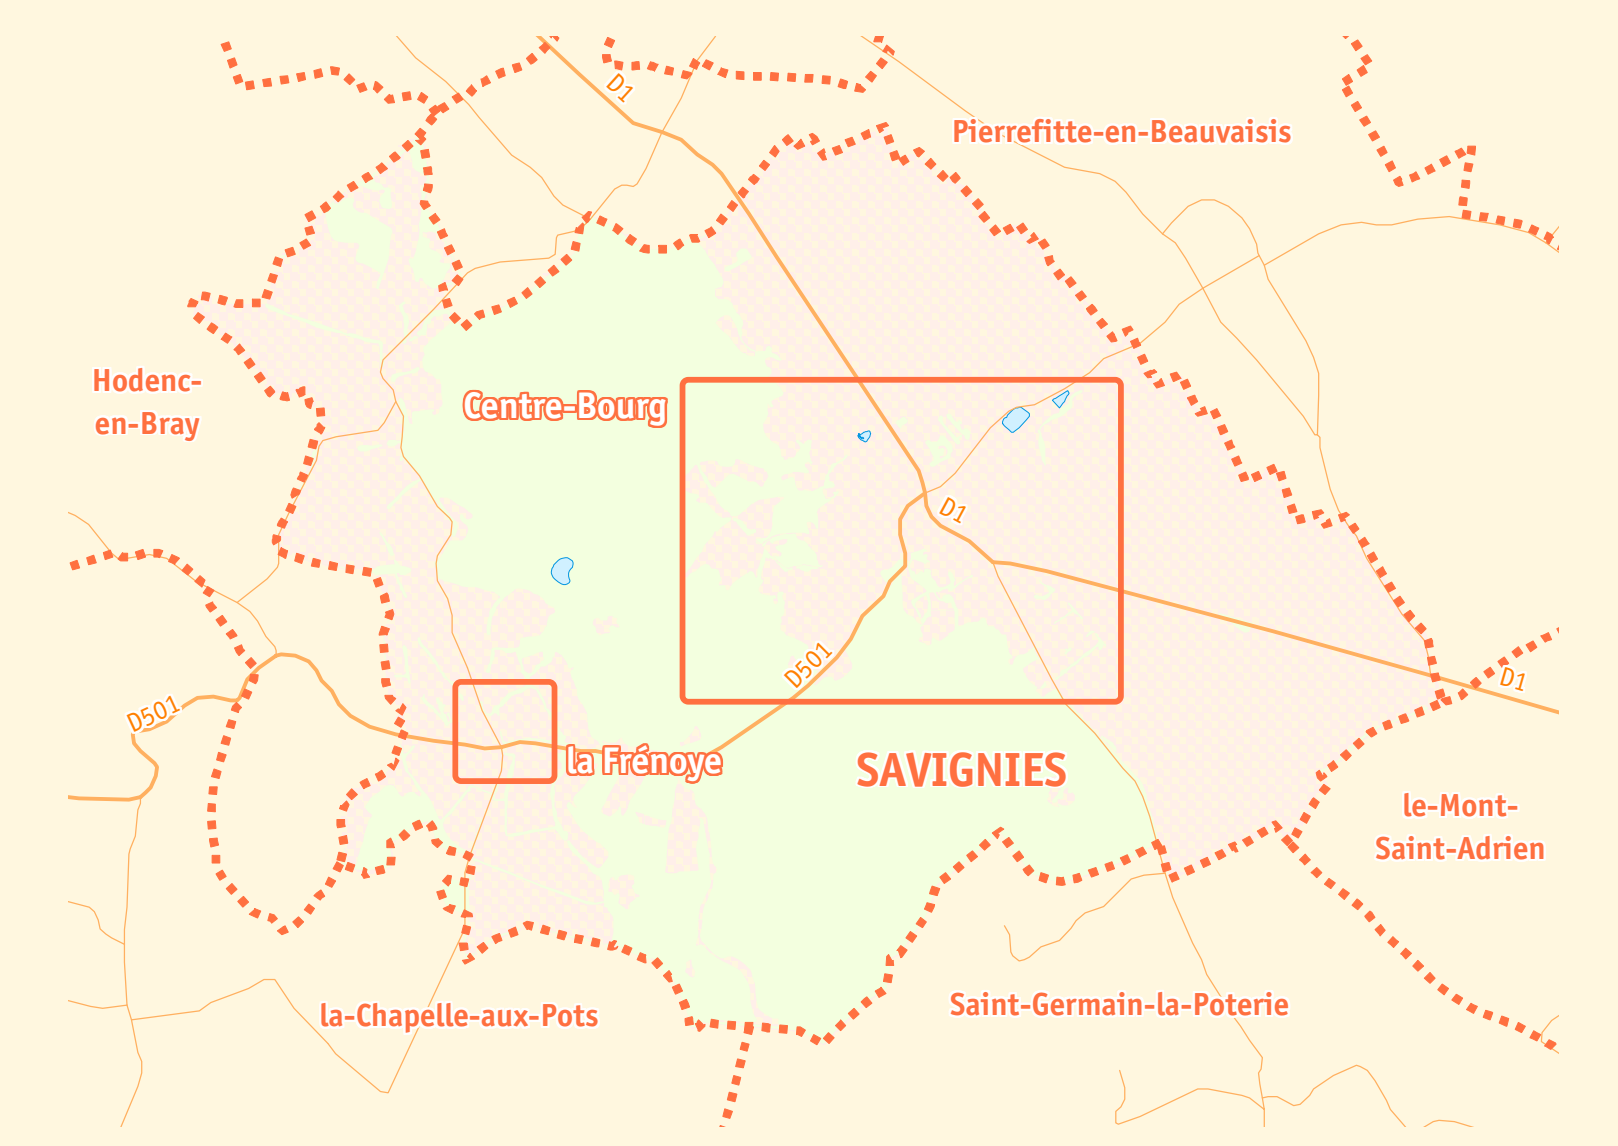 D1
Pierrefitte-en-Beauvaisis
Hodenc-
en-Bray
Centre-Bourg
D1
D501
D1
D501
la Frénoye
SAVIGNIES
le-Mont-
Saint-Adrien
la-Chapelle-aux-Pots
Saint-Germain-la-Poterie